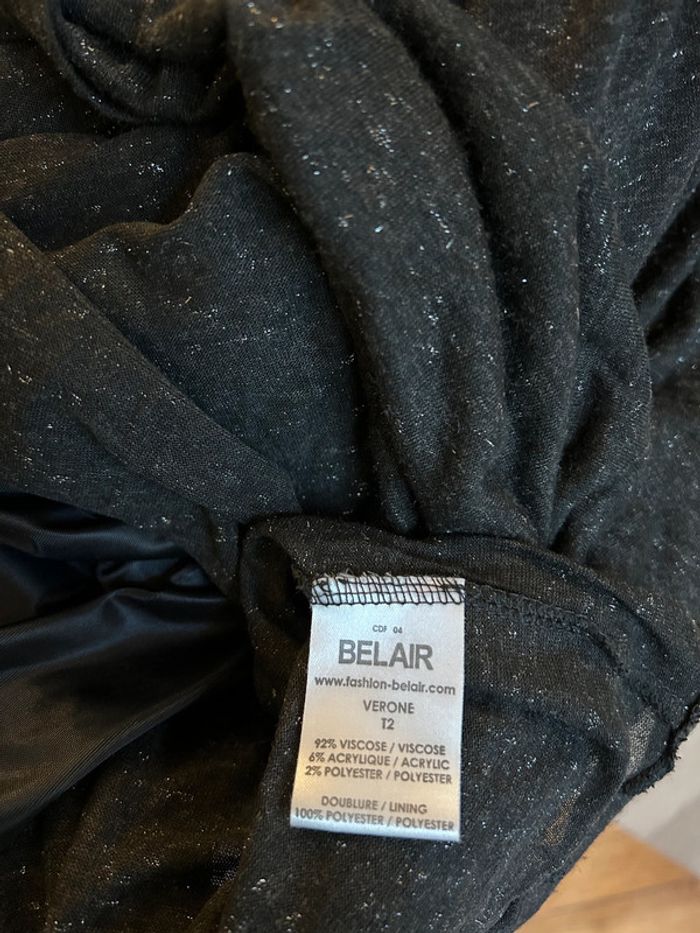 CDF 04
BELAIR
www.fashion-belair.com
VERONE
T2
92% VISCOSE / VISCOSE
6% ACRYLIQUE / ACRYLIC
2% POLYESTER / POLYESTER
DOUBLURE / LINING
100% POLYESTER / POLYESTER